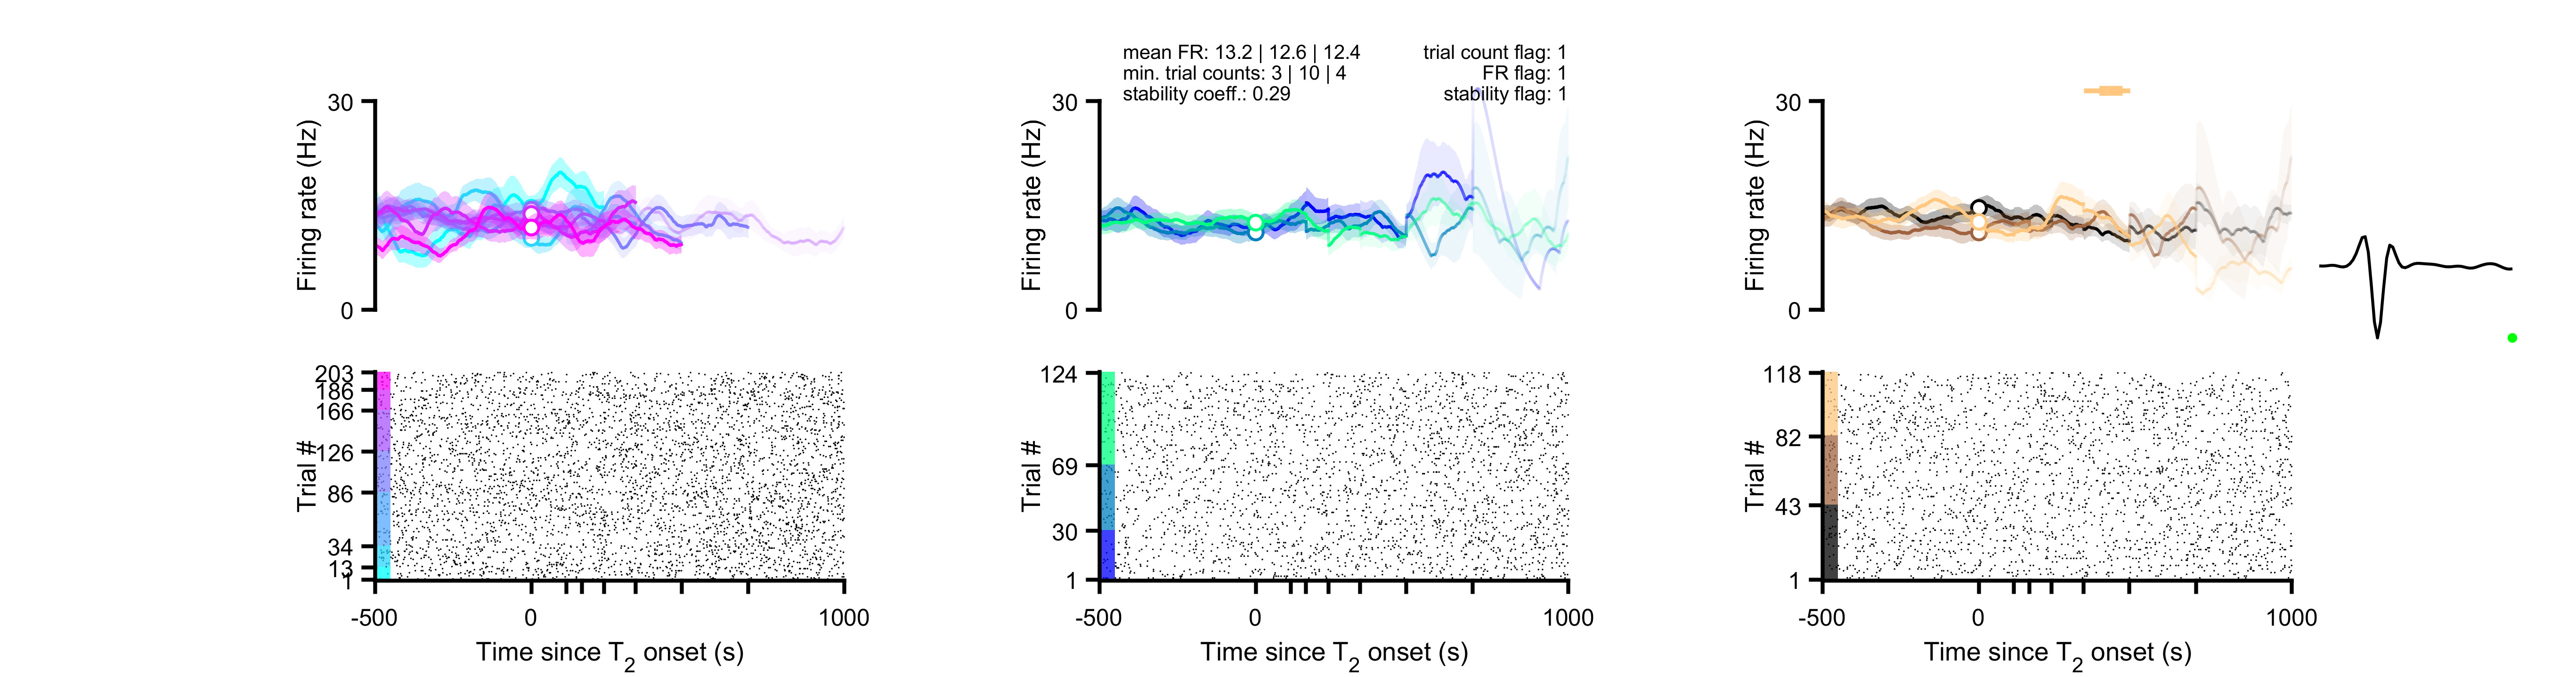 mean FR: 13.2 | 12.6 | 12.4
min. trial counts: 3 | 10 | 4
stability coeff.: 0.29
trial count flag: 1
FR flag: 1
stability flag: 1
30
Firing rate (Hz)
0
30
Firing rate (Hz)
0
30
Firing rate (Hz)
0
203
186
166
126
86
34
13
1
Trial #
-500
0
1000
Time since T2 onset (s)
124
69
30
1
Trial #
-500
0
1000
Time since T2 onset (s)
118
82
43
1
Trial #
-500
0
1000
Time since T2 onset (s)